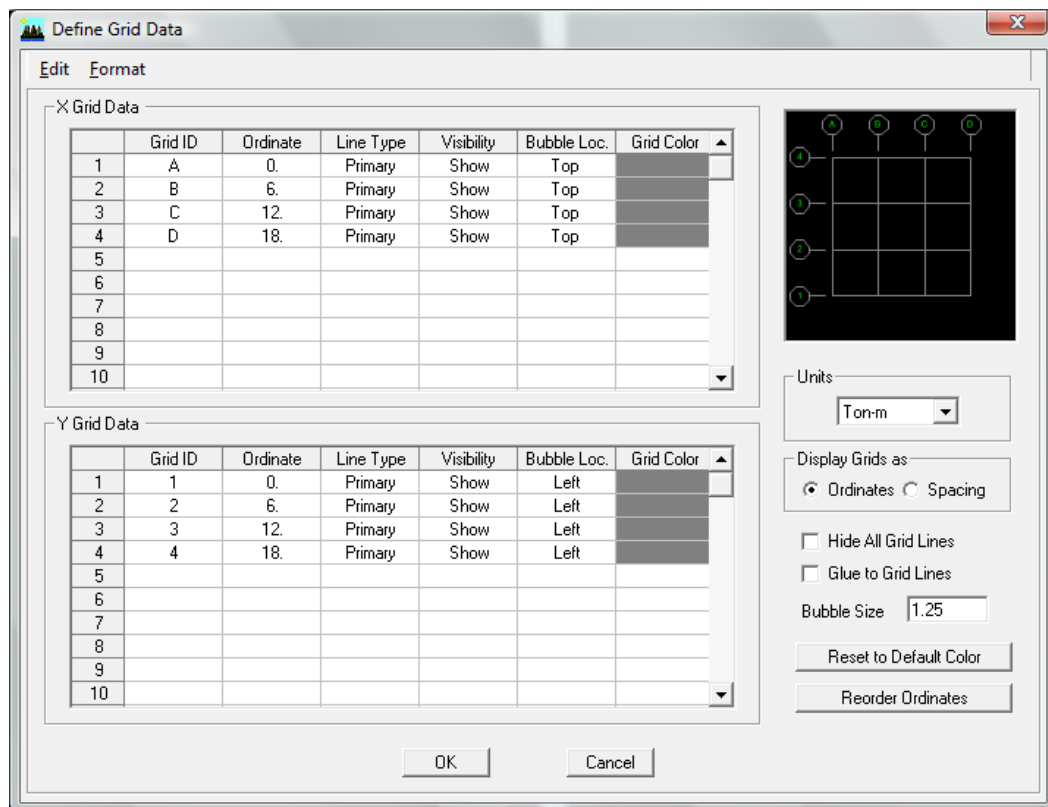 Define Grid Data
Edit Format
X Grid Data
Grid ID Ordinate Line Type Visibility Bubble Loc. Grid Color
1 A 0. Primary Show Top
2 B 6. Primary Show Top
3 C 12. Primary Show Top
4 D 18. Primary Show Top
5
6
7
8
9
10
Y Grid Data
Grid ID Ordinate Line Type Visibility Bubble Loc. Grid Color
1 1 0. Primary Show Left
2 2 6. Primary Show Left
3 3 12. Primary Show Left
4 4 18. Primary Show Left
5
6
7
8
9
10
A B C D
4
3
2
1
Units
Ton-m
Display Grids as
Ordinates Spacing
Hide All Grid Lines
Glue to Grid Lines
Bubble Size 1.25
Reset to Default Color
Reorder Ordinates
OK Cancel